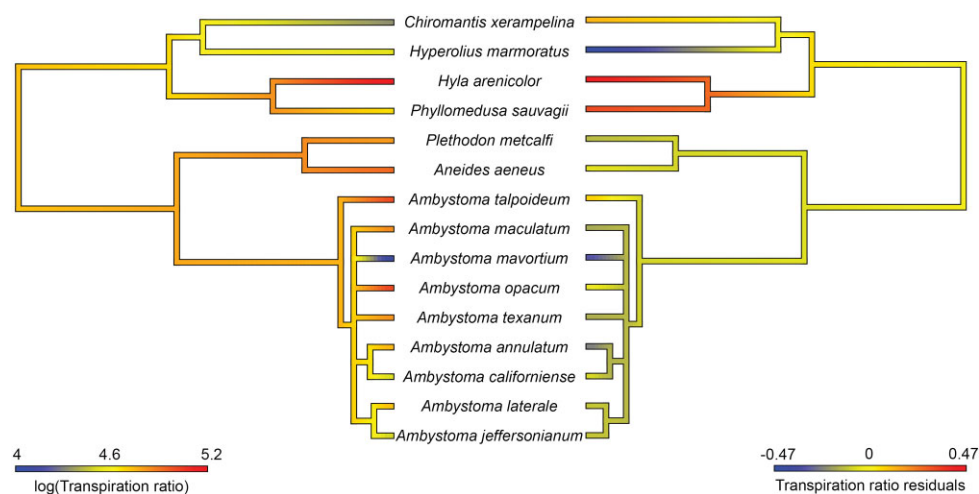 Chiromantis xerampelina
Hyperolius marmoratus
Hyla arenicolor
Phyllomedusa sauvagii
Plethodon metcalfi
Aneides aeneus
Ambystoma talpoideum
Ambystoma maculatum
Ambystoma mavortium
Ambystoma opacum
Ambystoma texanum
Ambystoma annulatum
Ambystoma californiense
Ambystoma laterale
Ambystoma jeffersonianum
4 4.6 5.2
log(Transpiration ratio)
-0.47 0 0.47
Transpiration ratio residuals